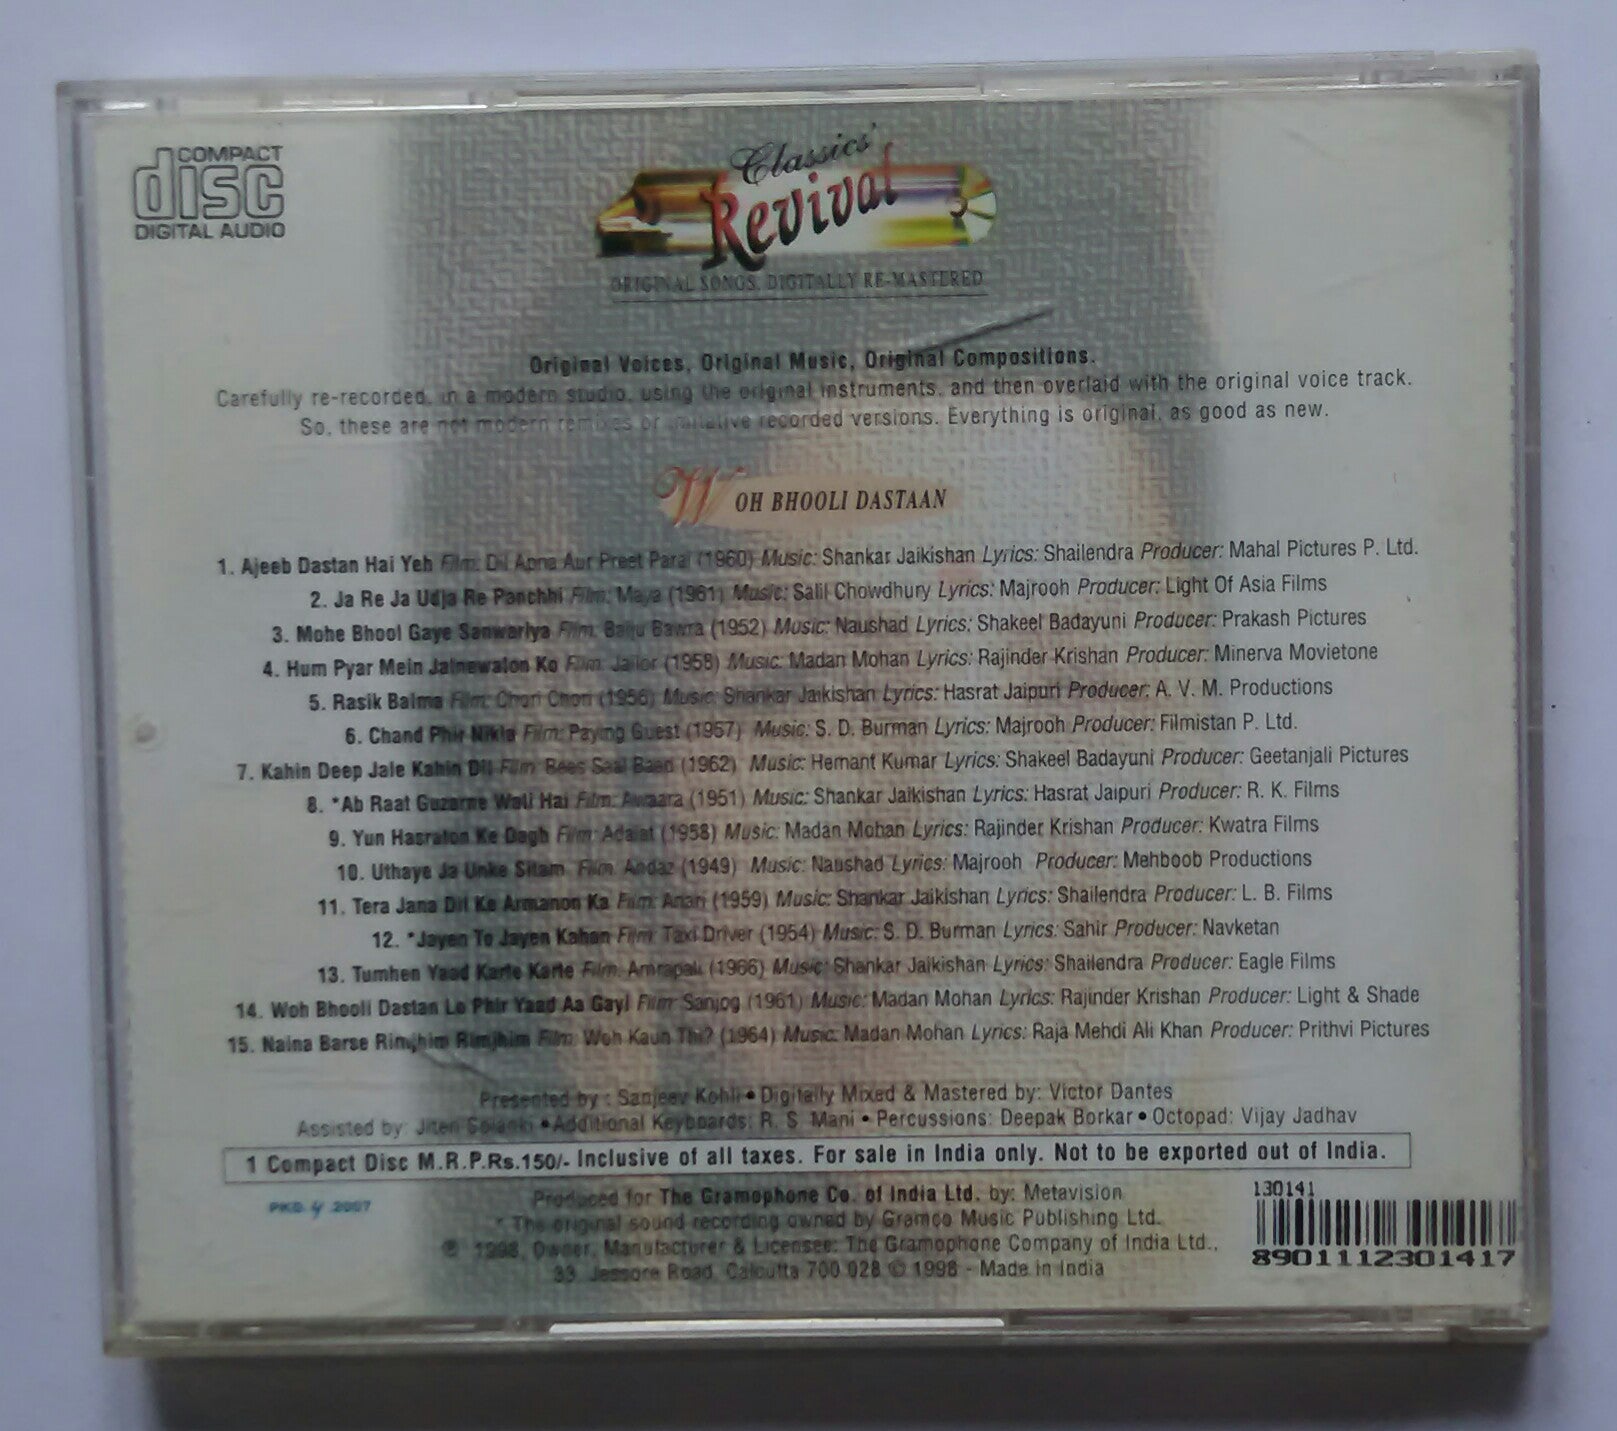 COMPACT
disc
DIGITAL AUDIO
Classics'
Revival
ORIGINAL SONGS, DIGITALLY RE-MASTERED
Original Voices, Original Music, Original Compositions.
Carefully re-recorded, in a modern studio, using the original instruments, and then overlaid with the original voice track.
So, these are not modern remixes or imitative recorded versions. Everything is original, as good as new.
WOH BHOOLI DASTAAN
1. Ajeeb Dastan Hai Yeh Film: Dil Apna Aur Preet Parai (1960) Music: Shankar Jaikishan Lyrics: Shailendra Producer: Mahal Pictures P. Ltd.
2. Ja Re Ja Udja Re Panchhi Film: Maya (1961) Music: Salil Chowdhury Lyrics: Majrooh Producer: Light Of Asia Films
3. Mohe Bhool Gaye Sanwariya Film: Baiju Bawra (1952) Music: Naushad Lyrics: Shakeel Badayuni Producer: Prakash Pictures
4. Hum Pyar Mein Jalnewalon Ko Film: Jailor (1958) Music: Madan Mohan Lyrics: Rajinder Krishan Producer: Minerva Movietone
5. Rasik Balma Film: Chori Chori (1956) Music: Shankar Jaikishan Lyrics: Hasrat Jaipuri Producer: A. V. M. Productions
6. Chand Phir Nikla Film: Paying Guest (1957) Music: S. D. Burman Lyrics: Majrooh Producer: Filmistan P. Ltd.
7. Kahin Deep Jale Kahin Dil Film: Bees Saal Baad (1962) Music: Hemant Kumar Lyrics: Shakeel Badayuni Producer: Geetanjali Pictures
8. *Ab Raat Guzarne Wali Hai Film: Awaara (1951) Music: Shankar Jaikishan Lyrics: Hasrat Jaipuri Producer: R. K. Films
9. Yun Hasraton Ke Dagh Film: Adalat (1958) Music: Madan Mohan Lyrics: Rajinder Krishan Producer: Kwatra Films
10. Uthaye Ja Unke Sitam Film: Andaz (1949) Music: Naushad Lyrics: Majrooh Producer: Mehboob Productions
11. Tera Jana Dil Ke Armanon Ka Film: Anari (1959) Music: Shankar Jaikishan Lyrics: Shailendra Producer: L. B. Films
12. *Jayen To Jayen Kahan Film: Taxi Driver (1954) Music: S. D. Burman Lyrics: Sahir Producer: Navketan
13. Tumhen Yaad Karte Karte Film: Amrapali (1966) Music: Shankar Jaikishan Lyrics: Shailendra Producer: Eagle Films
14. Woh Bhooli Dastan Lo Phir Yaad Aa Gayi Film: Sanjog (1961) Music: Madan Mohan Lyrics: Rajinder Krishan Producer: Light & Shade
15. Naina Barse Rimjhim Rimjhim Film: Woh Kaun Thi? (1964) Music: Madan Mohan Lyrics: Raja Mehdi Ali Khan Producer: Prithvi Pictures
Presented by : Sanjeev Kohli • Digitally Mixed & Mastered by: Victor Dantes
Assisted by: Jiten Solanki • Additional Keyboards: R. S. Mani • Percussions: Deepak Borkar • Octopad: Vijay Jadhav
1 Compact Disc M.R.P.Rs.150/- Inclusive of all taxes. For sale in India only. Not to be exported out of India.
PKD. 4 2007
Produced for The Gramophone Co. of India Ltd. by: Metavision
* The original sound recording owned by Gramco Music Publishing Ltd.
℗ 1998, Owner, Manufacturer & Licensee: The Gramophone Company of India Ltd.,
33, Jessore Road, Calcutta 700 028 © 1998 - Made in India
130141
8901112301417